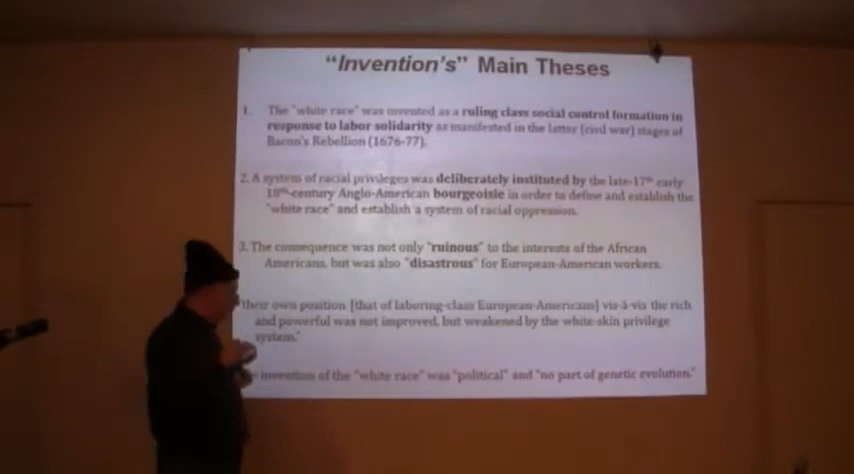 "Invention's" Main Theses
1. The "white race" was invented as a ruling class social control formation in
response to labor solidarity as manifested in the latter (civil war) stages of
Bacon's Rebellion (1676-77).
2. A system of racial privileges was deliberately instituted by the late-17th early
18th-century Anglo-American bourgeoisie in order to define and establish the
"white race" and establish a system of racial oppression.
3. The consequence was not only "ruinous" to the interests of the African
Americans, but was also "disastrous" for European-American workers.
their own position [that of laboring-class European-Americans] vis-à-vis the rich
and powerful was not improved, but weakened by the white-skin privilege
system."
invention of the "white race" was "political" and "no part of genetic evolution."